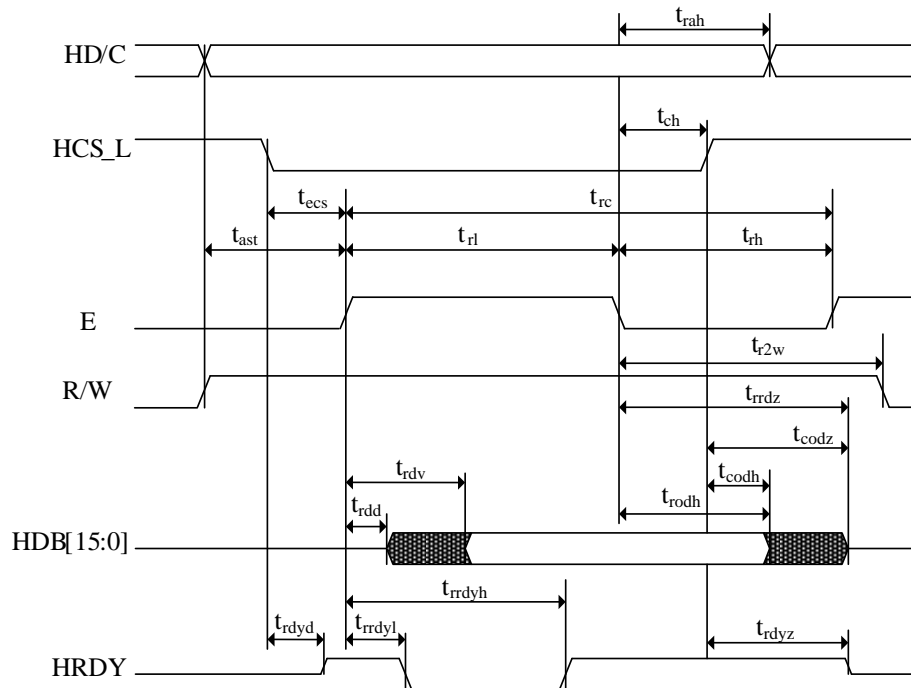 t_rah
HD/C
t_ch
HCS_L
t_ecs
t_rc
t_ast
t_rl
t_rh
E
t_r2w
R/W
t_rrdz
t_codz
t_rdv
t_codh
t_rdd
t_rodh
HDB[15:0]
t_rrdyh
t_rdyd
t_rrdyl
t_rdyz
HRDY